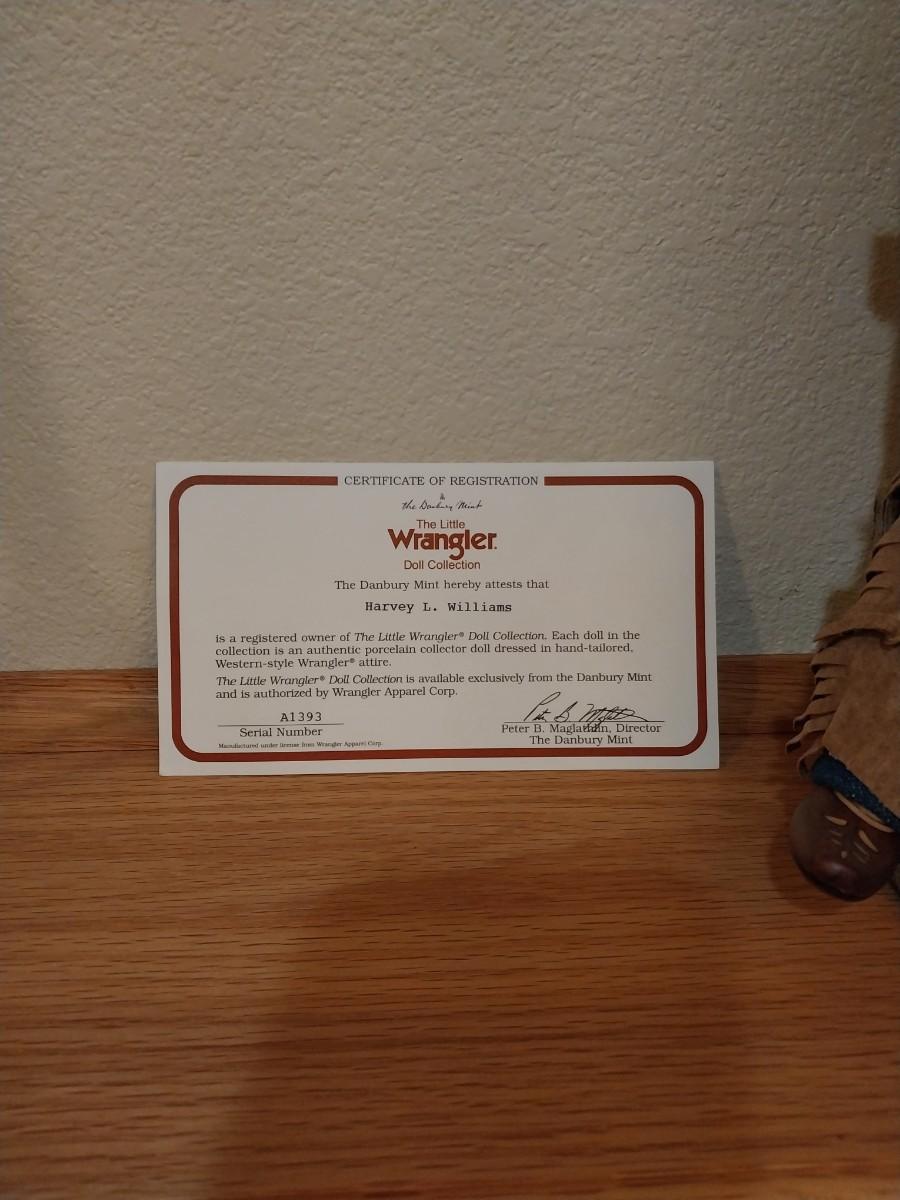 CERTIFICATE OF REGISTRATION
the Danbury Mint
The Little
Wrangler®
Doll Collection
The Danbury Mint hereby attests that
Harvey L. Williams
is a registered owner of The Little Wrangler® Doll Collection. Each doll in the
collection is an authentic porcelain collector doll dressed in hand-tailored,
Western-style Wrangler® attire.
The Little Wrangler® Doll Collection is available exclusively from the Danbury Mint
and is authorized by Wrangler Apparel Corp.
A1393
Serial Number
Manufactured under license from Wrangler Apparel Corp.
Peter B. Maglathlin, Director
The Danbury Mint